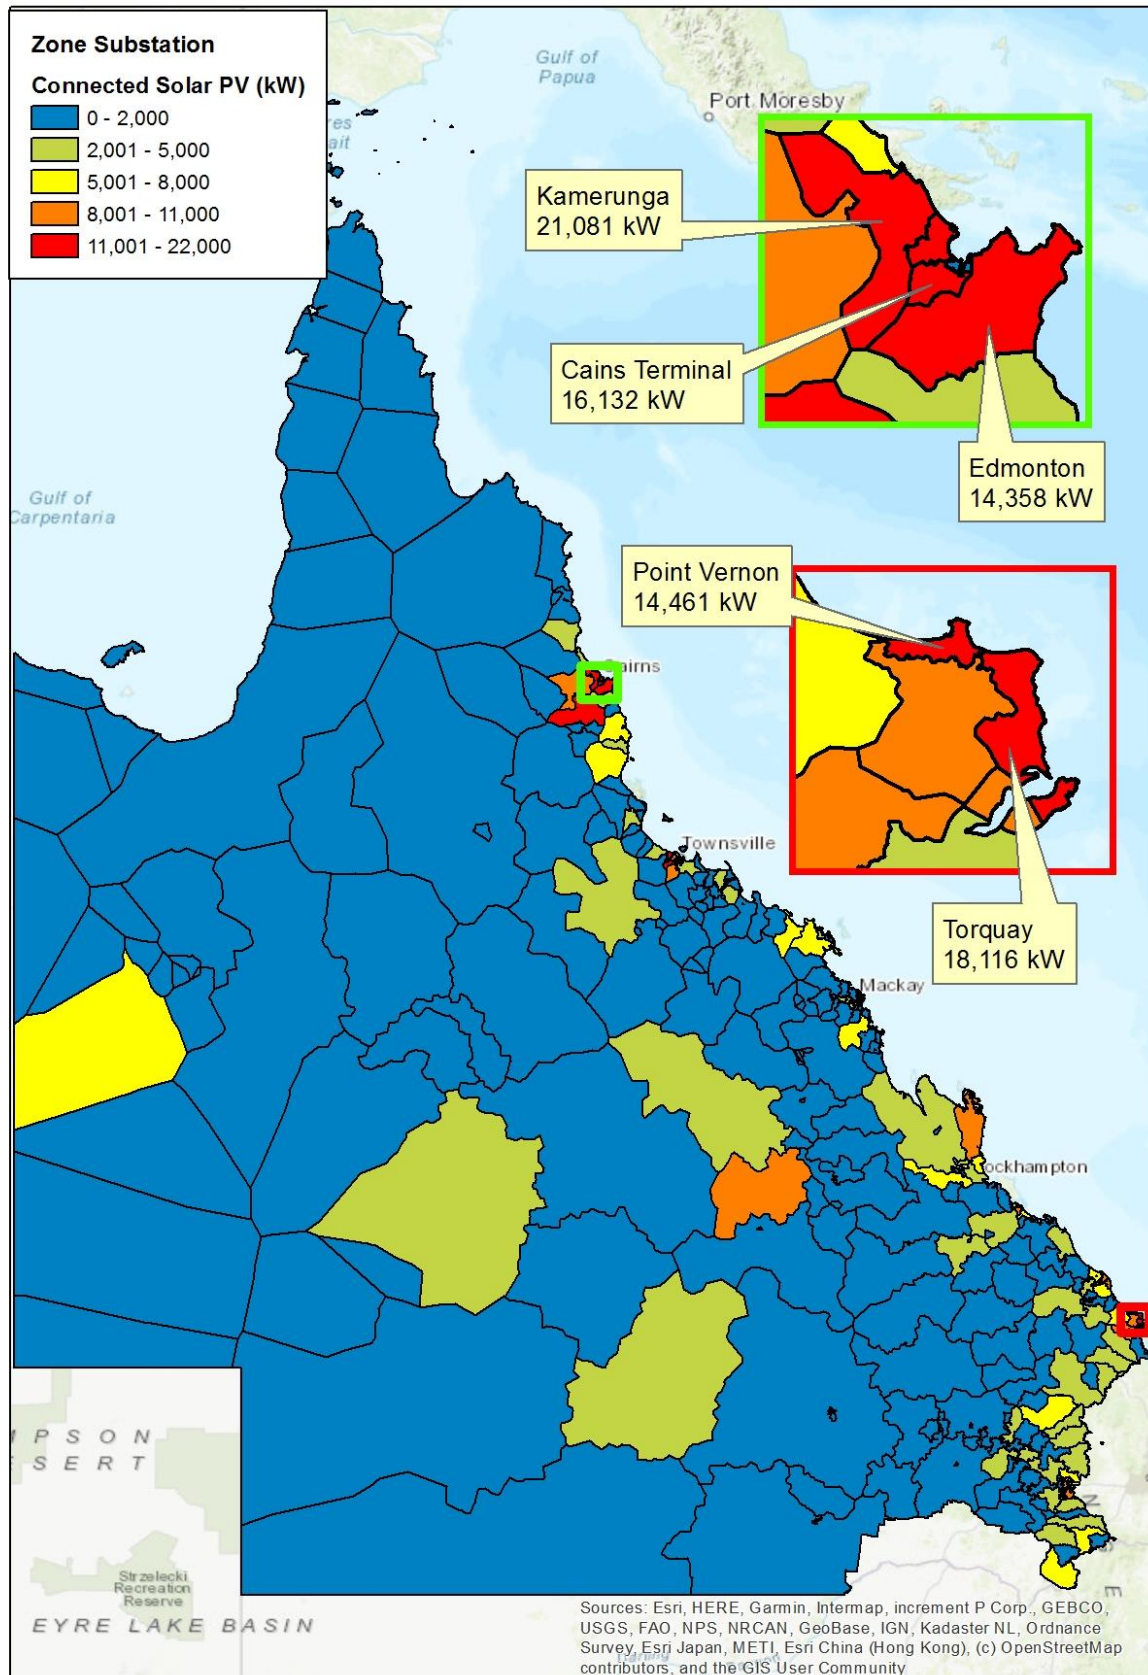 Zone Substation
Connected Solar PV (kW)
0 - 2,000
2,001 - 5,000
5,001 - 8,000
8,001 - 11,000
11,001 - 22,000
Gulf of
Papua
Port Moresby
res
ait
Kamerunga
21,081 kW
Cains Terminal
16,132 kW
Edmonton
14,358 kW
Gulf of
Carpentaria
Point Vernon
14,461 kW
Cairns
Townsville
Torquay
18,116 kW
Mackay
ockhampton
P S O N
S E R T
Strzelecki
Recreation
Reserve
EYRE LAKE BASIN
N
E
Sources: Esri, HERE, Garmin, Intermap, increment P Corp., GEBCO,
USGS, FAO, NPS, NRCAN, GeoBase, IGN, Kadaster NL, Ordnance
Survey, Esri Japan, METI, Esri China (Hong Kong), (c) OpenStreetMap
contributors, and the GIS User Community